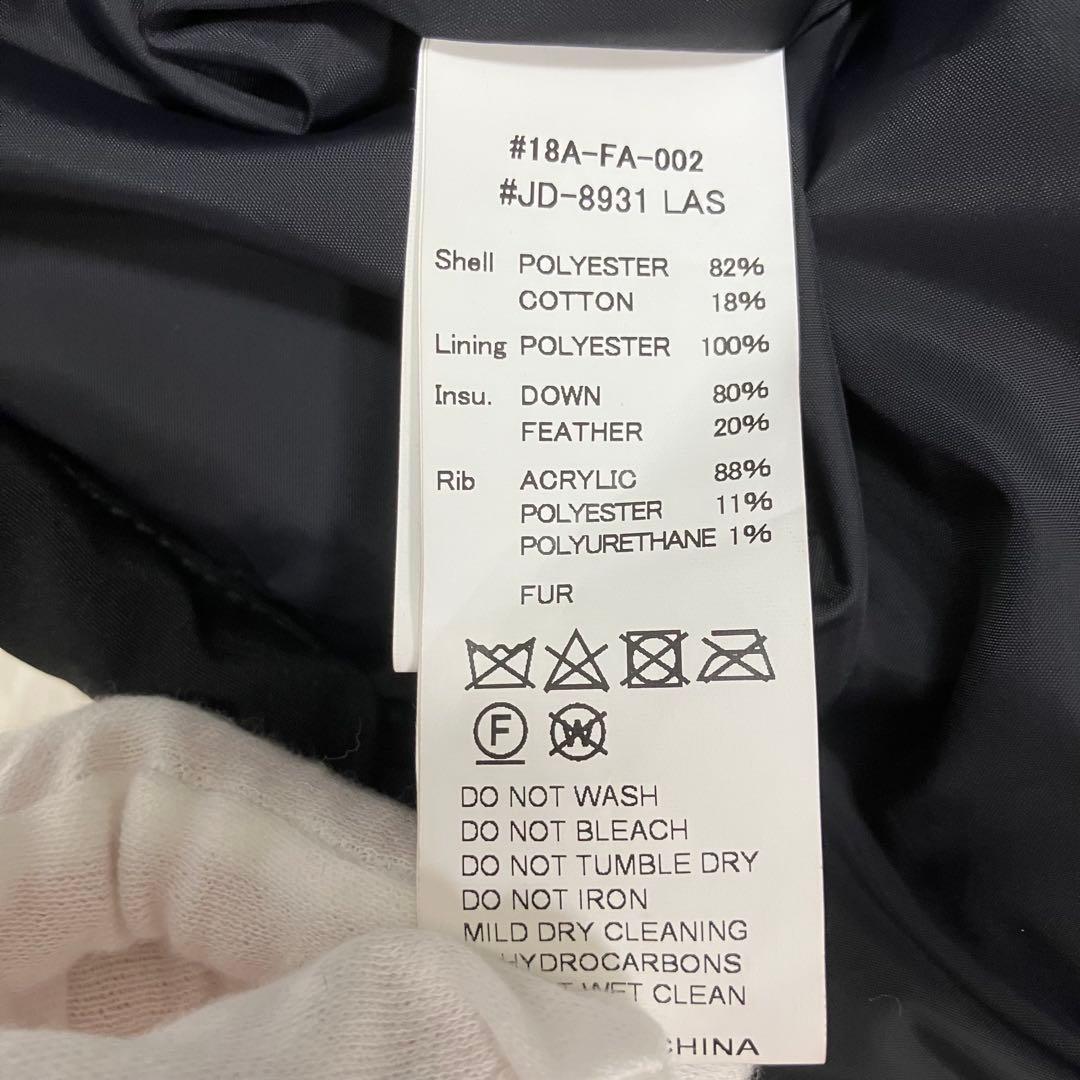 #18A-FA-002
#JD-8931 LAS
Shell POLYESTER 82%
COTTON 18%
Lining POLYESTER 100%
Insu. DOWN 80%
FEATHER 20%
Rib ACRYLIC 88%
POLYESTER 11%
POLYURETHANE 1%
FUR
F W
DO NOT WASH
DO NOT BLEACH
DO NOT TUMBLE DRY
DO NOT IRON
MILD DRY CLEANING
HYDROCARBONS
WET CLEAN
CHINA